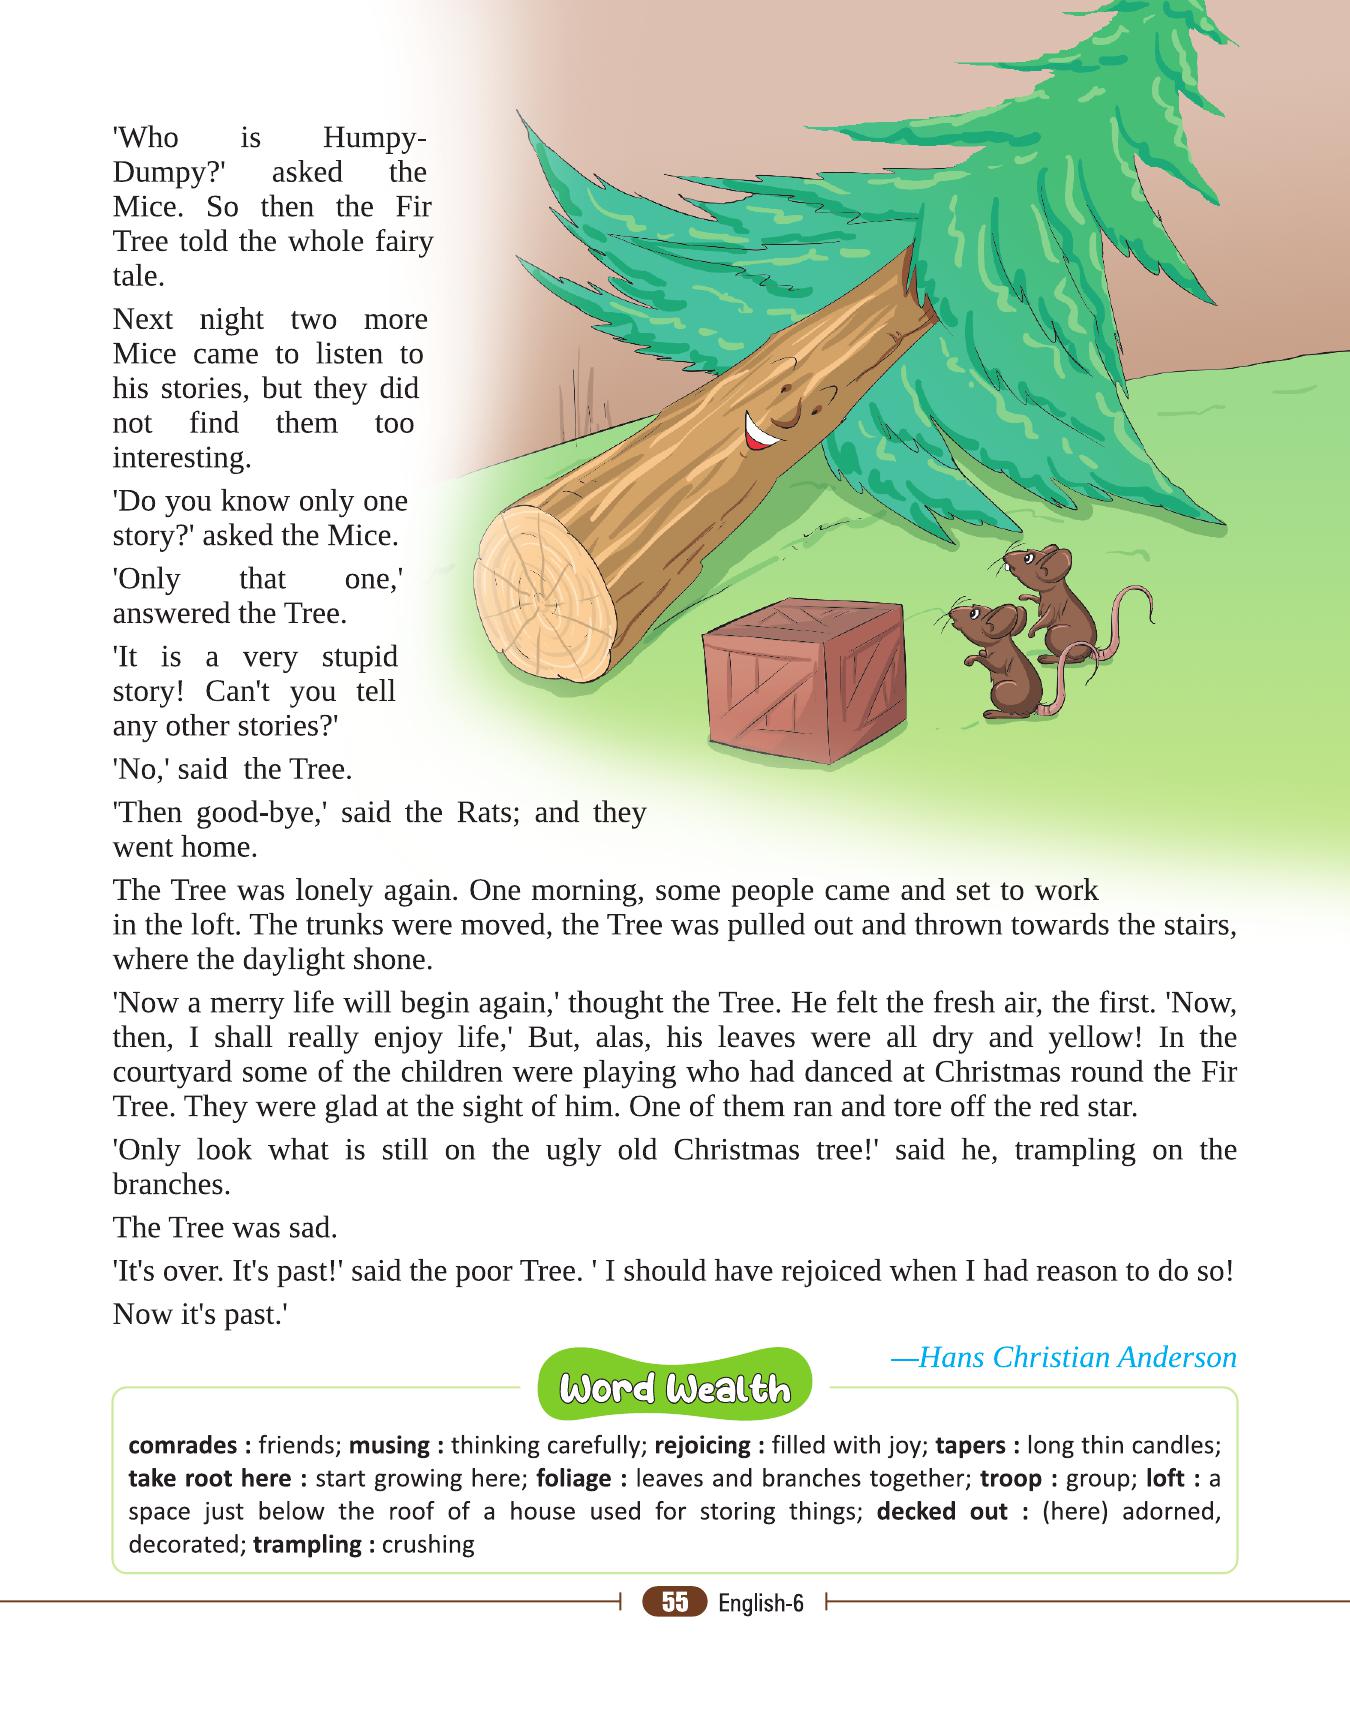 'Who is Humpy-
Dumpy?' asked the
Mice. So then the Fir
Tree told the whole fairy
tale.
Next night two more
Mice came to listen to
his stories, but they did
not find them too
interesting.
'Do you know only one
story?' asked the Mice.
'Only that one,'
answered the Tree.
'It is a very stupid
story! Can't you tell
any other stories?'
'No,' said the Tree.
'Then good-bye,' said the Rats; and they
went home.
The Tree was lonely again. One morning, some people came and set to work
in the loft. The trunks were moved, the Tree was pulled out and thrown towards the stairs,
where the daylight shone.
'Now a merry life will begin again,' thought the Tree. He felt the fresh air, the first. 'Now,
then, I shall really enjoy life,' But, alas, his leaves were all dry and yellow! In the
courtyard some of the children were playing who had danced at Christmas round the Fir
Tree. They were glad at the sight of him. One of them ran and tore off the red star.
'Only look what is still on the ugly old Christmas tree!' said he, trampling on the
branches.
The Tree was sad.
'It's over. It's past!' said the poor Tree. ' I should have rejoiced when I had reason to do so!
Now it's past.'
—Hans Christian Anderson
Word Wealth
comrades : friends; musing : thinking carefully; rejoicing : filled with joy; tapers : long thin candles;
take root here : start growing here; foliage : leaves and branches together; troop : group; loft : a
space just below the roof of a house used for storing things; decked out : (here) adorned,
decorated; trampling : crushing
55 English-6